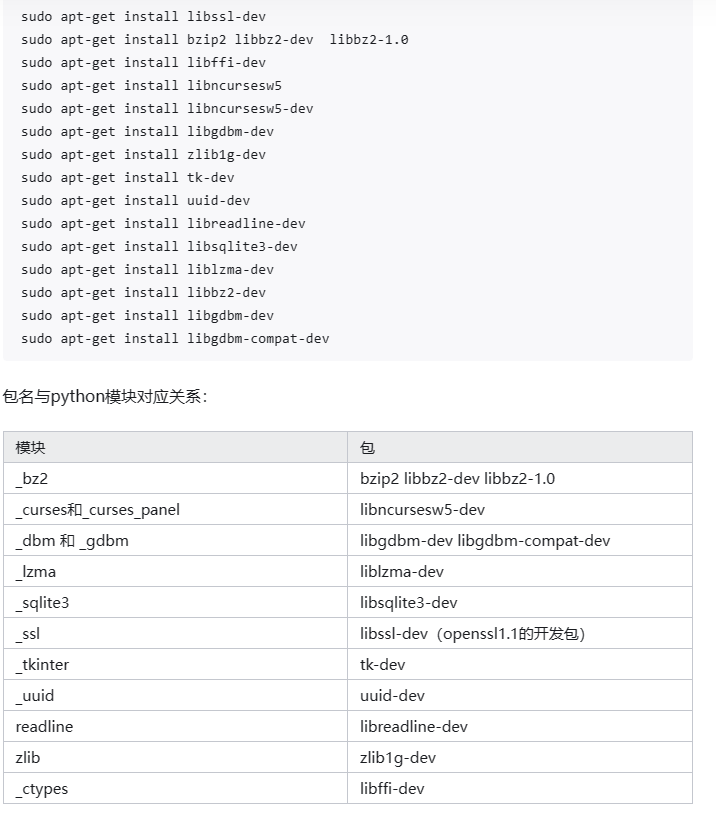 sudo apt-get install libssl-dev
sudo apt-get install bzip2 libbz2-dev  libbz2-1.0
sudo apt-get install libffi-dev
sudo apt-get install libncursesw5
sudo apt-get install libncursesw5-dev
sudo apt-get install libgdbm-dev
sudo apt-get install zlib1g-dev
sudo apt-get install tk-dev
sudo apt-get install uuid-dev
sudo apt-get install libreadline-dev
sudo apt-get install libsqlite3-dev
sudo apt-get install liblzma-dev
sudo apt-get install libbz2-dev
sudo apt-get install libgdbm-dev
sudo apt-get install libgdbm-compat-dev
包名与python模块对应关系：
模块 包
_bz2 bzip2 libbz2-dev libbz2-1.0
_curses和_curses_panel libncursesw5-dev
_dbm 和 _gdbm libgdbm-dev libgdbm-compat-dev
_lzma liblzma-dev
_sqlite3 libsqlite3-dev
_ssl libssl-dev（openssl1.1的开发包）
_tkinter tk-dev
_uuid uuid-dev
readline libreadline-dev
zlib zlib1g-dev
_ctypes libffi-dev